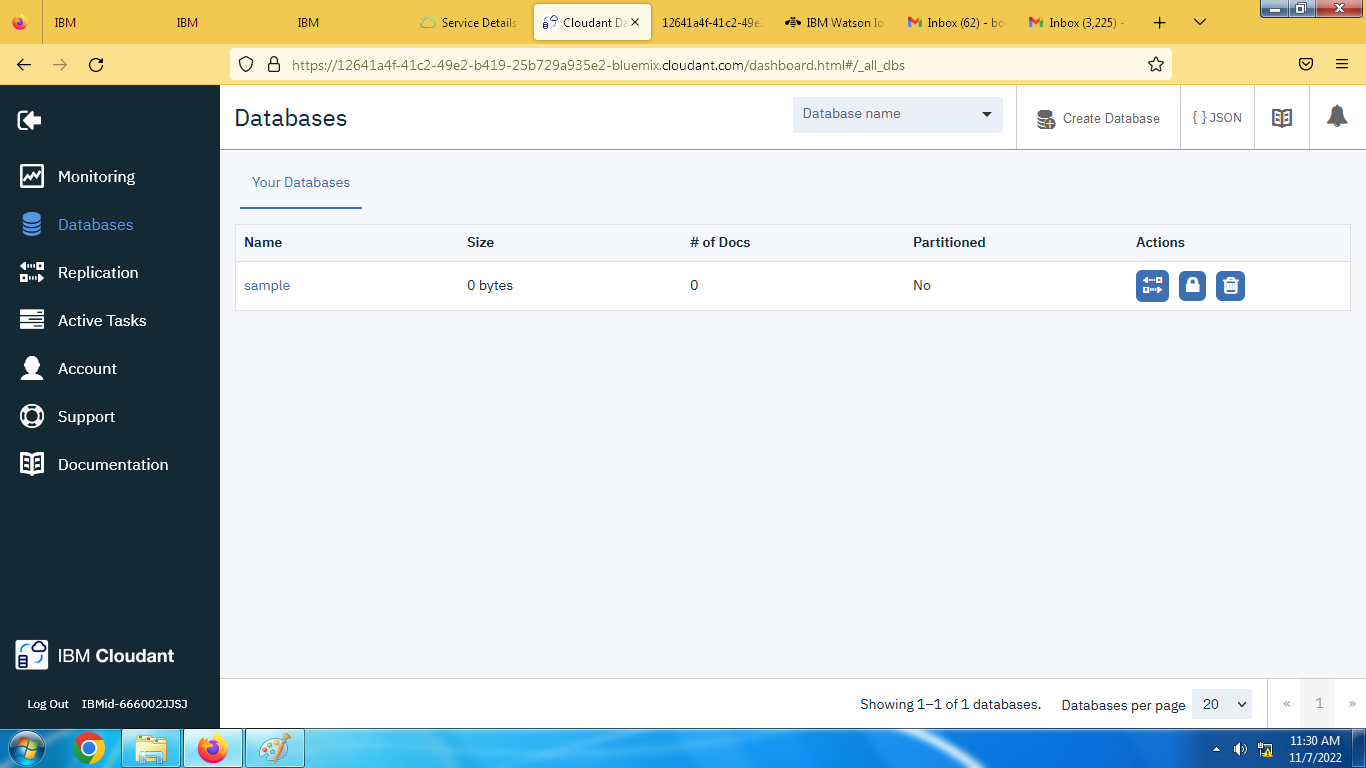 IBM IBM IBM Service Details Cloudant Da 12641a4f-41c2-49e2 IBM Watson Io Inbox (62) - bo Inbox (3,225) -
https://12641a4f-41c2-49e2-b419-25b729a935e2-bluemix.cloudant.com/dashboard.html#/_all_dbs
Databases Database name Create Database { } JSON
Monitoring
Databases
Replication
Active Tasks
Account
Support
Documentation
Your Databases
Name Size # of Docs Partitioned Actions
sample 0 bytes 0 No
IBM Cloudant
Log Out IBMid-666002JJSJ
Showing 1–1 of 1 databases. Databases per page 20 « 1 »
11:30 AM
11/7/2022